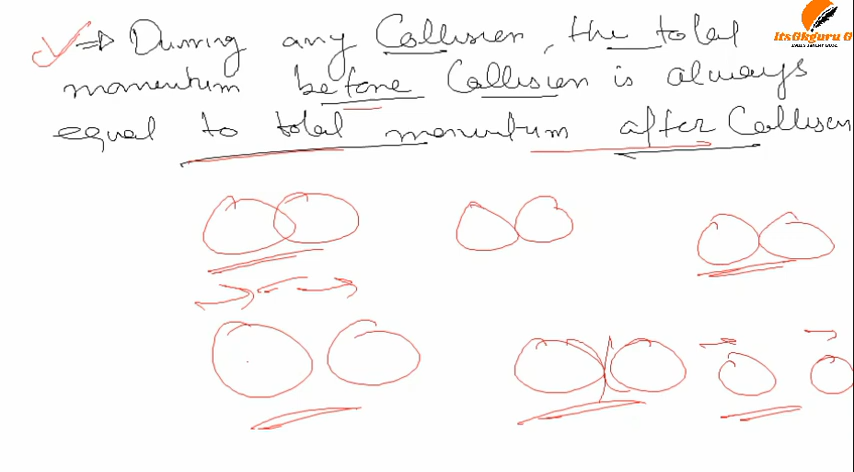 ItsGkguru G
⇒ During any Collision, the total
momentum before Collision is always
equal to total momentum after Collision